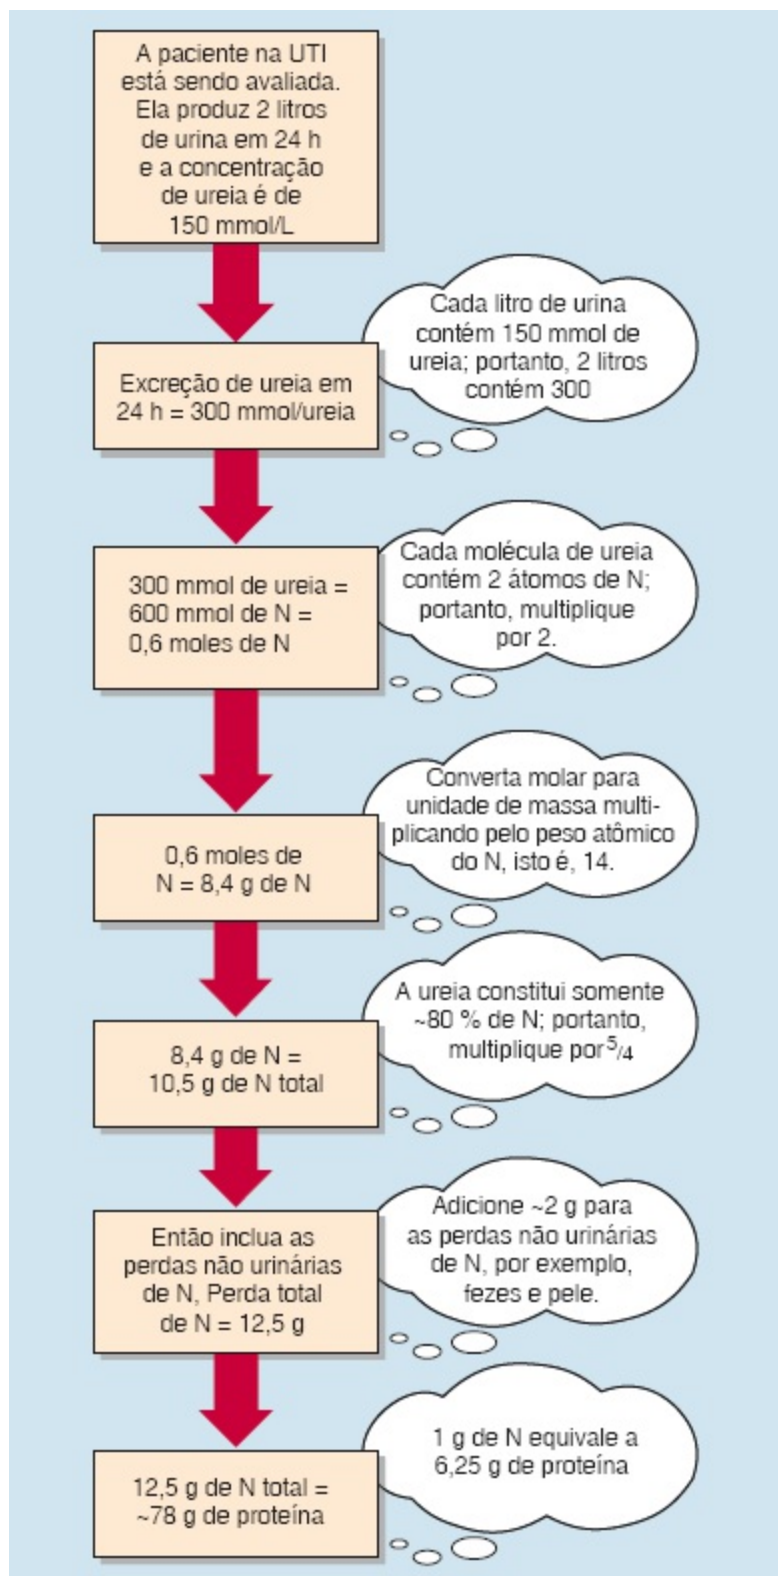 A paciente na UTI
está sendo avaliada.
Ela produz 2 litros
de urina em 24 h
e a concentração
de ureia é de
150 mmol/L
Cada litro de urina
contém 150 mmol de
ureia; portanto, 2 litros
contém 300
Excreção de ureia em
24 h = 300 mmol/ureia
Cada molécula de ureia
contém 2 átomos de N;
portanto, multiplique
por 2.
300 mmol de ureia =
600 mmol de N =
0,6 moles de N
Converta molar para
unidade de massa multi-
plicando pelo peso atômico
do N, isto é, 14.
0,6 moles de
N = 8,4 g de N
A ureia constitui somente
~80 % de N; portanto,
multiplique por 5/4
8,4 g de N =
10,5 g de N total
Adicione ~2 g para
as perdas não urinárias
de N, por exemplo,
fezes e pele.
Então inclua as
perdas não urinárias
de N, Perda total
de N = 12,5 g
1 g de N equivale a
6,25 g de proteína
12,5 g de N total =
~78 g de proteína